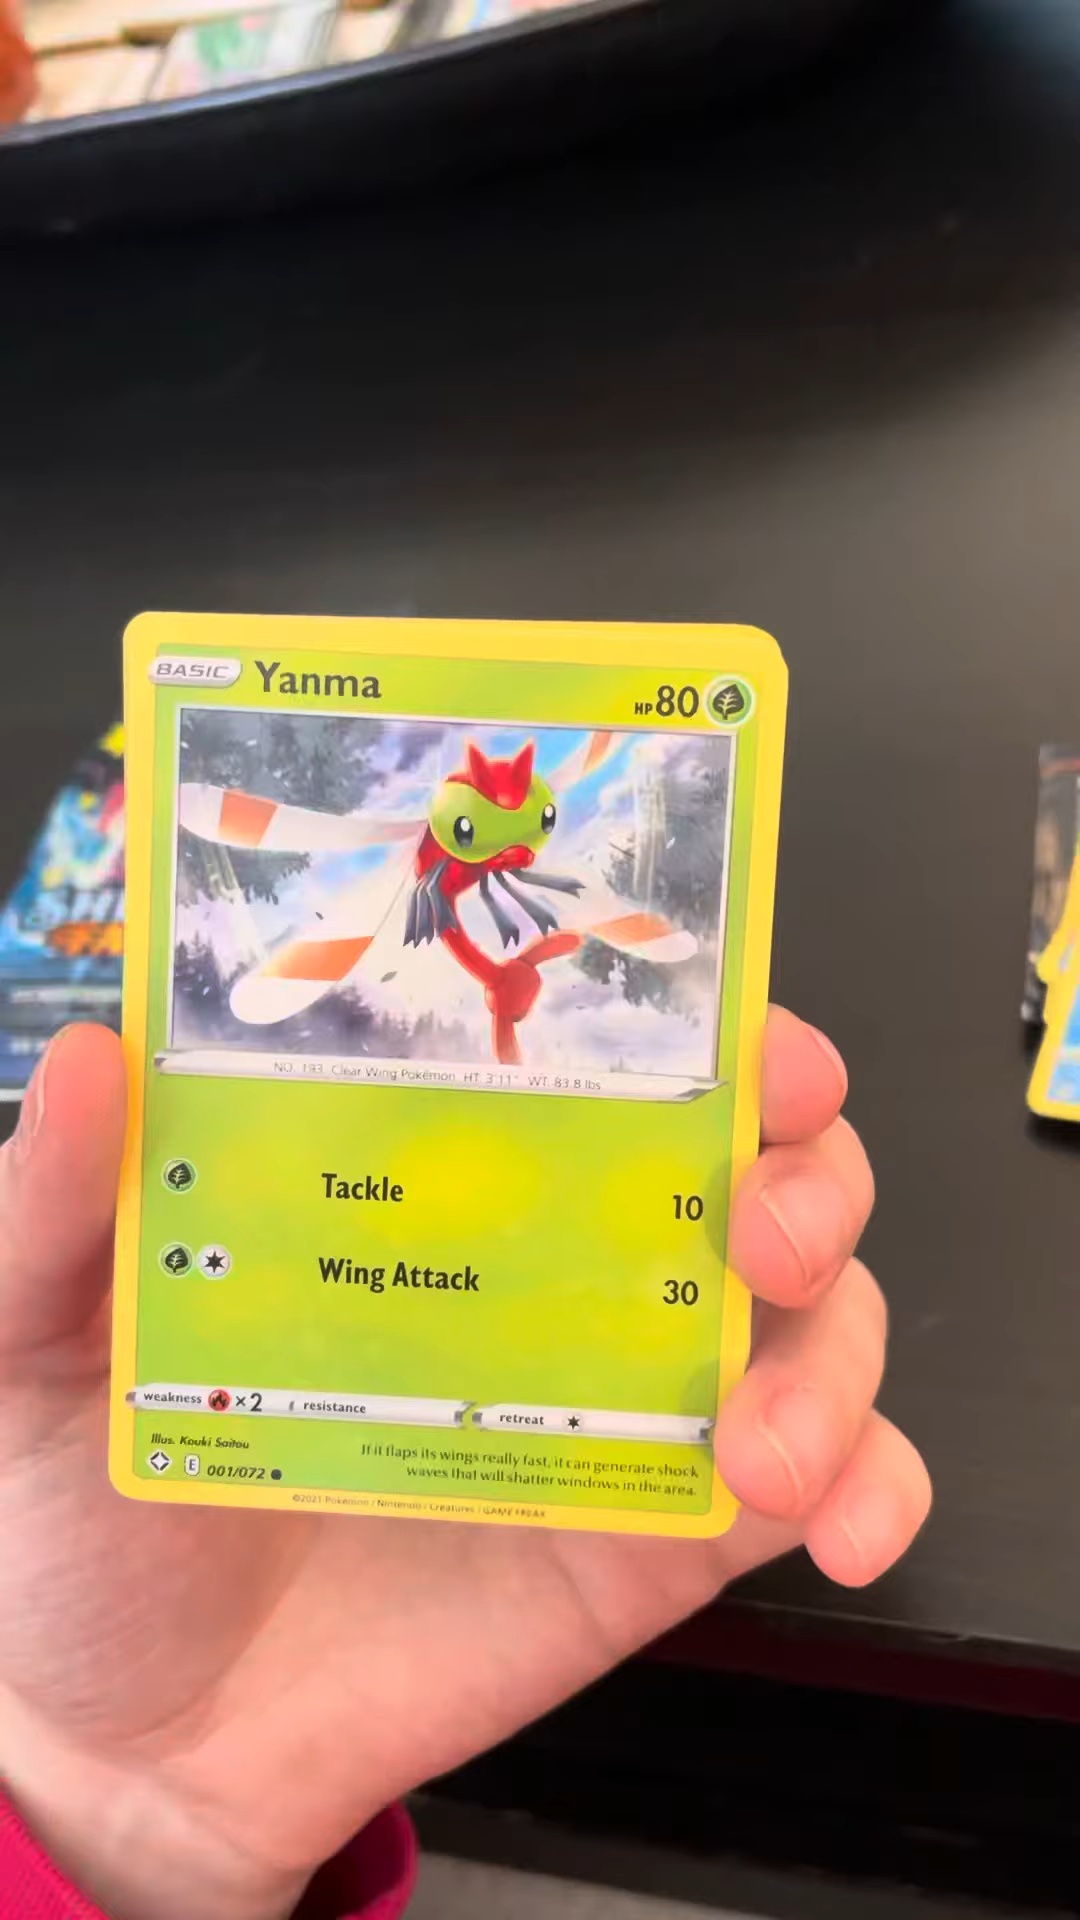 BASIC Yanma HP 80
NO. 193 Clear Wing Pokémon HT: 3'11" WT: 83.8 lbs
Tackle 10
Wing Attack 30
weakness ×2 resistance retreat
Illus. Kouki Saitou
If it flaps its wings really fast, it can generate shock
E 001/072 waves that will shatter windows in the area.
©2021 Pokémon / Nintendo / Creatures / GAME FREAK